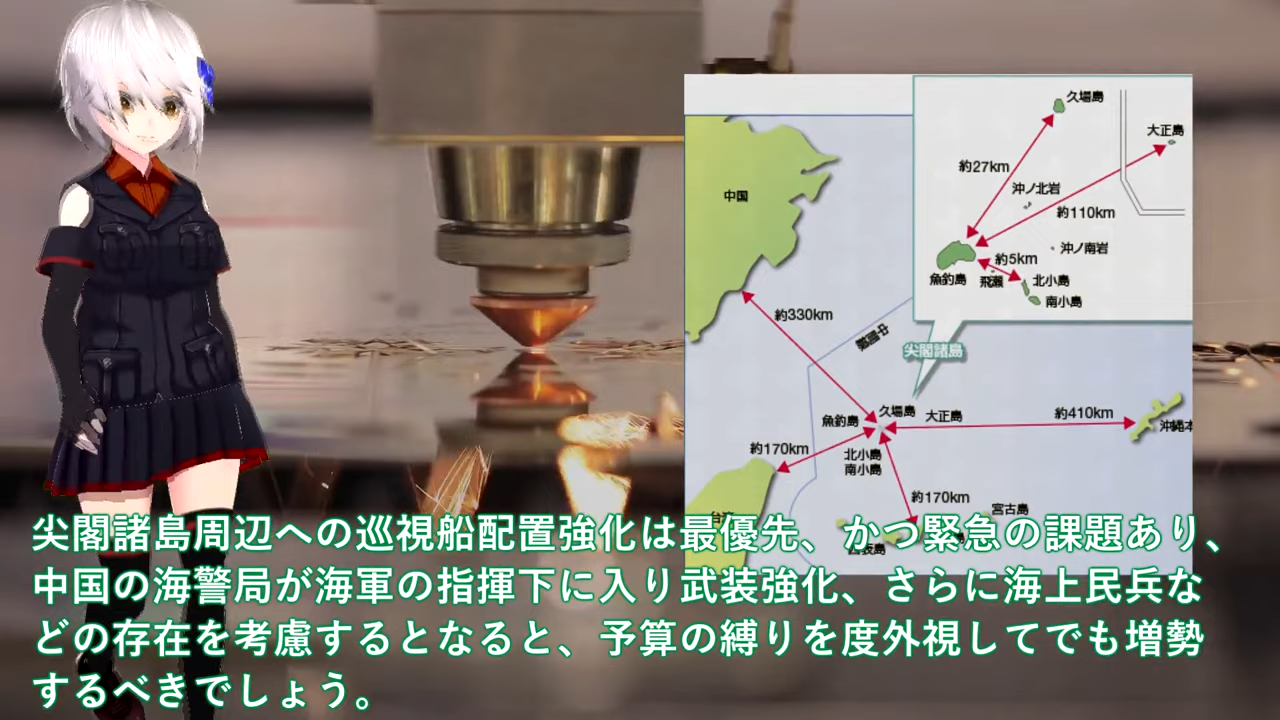 久場島
大正島
約27km
沖ノ北岩
約110km
沖ノ南岩
約5km
魚釣島
飛瀬
北小島
南小島
中国
約330km
中間線
尖閣諸島
魚釣島
久場島
大正島
約410km
沖縄本
約170km
北小島
南小島
約170km
宮古島
尖閣諸島周辺への巡視船配置強化は最優先、かつ緊急の課題あり、
中国の海警局が海軍の指揮下に入り武装強化、さらに海上民兵な
どの存在を考慮するとなると、予算の縛りを度外視してでも増勢
するべきでしょう。